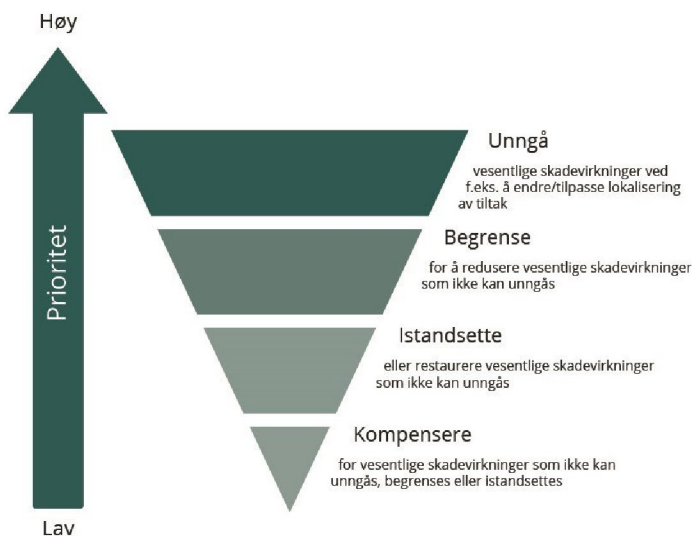 Høy
Prioritet
Lav
Unngå
vesentlige skadevirkninger ved
f.eks. å endre/tilpasse lokalisering
av tiltak
Begrense
for å redusere vesentlige skadevirkninger
som ikke kan unngås
Istandsette
eller restaurere vesentlige skadevirkninger
som ikke kan unngås
Kompensere
for vesentlige skadevirkninger som ikke kan
unngås, begrenses eller istandsettes